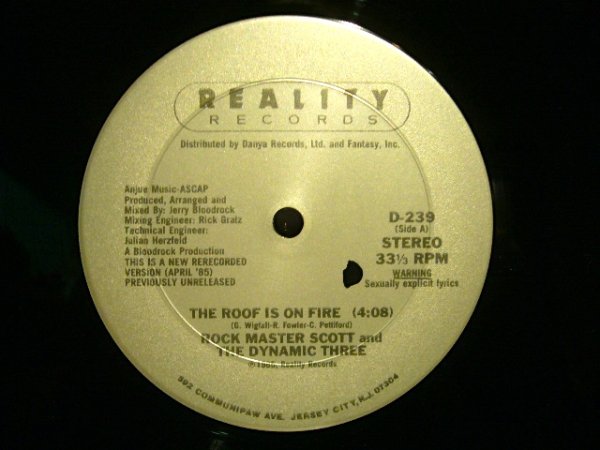 REALITY
RECORDS
Distributed by Danya Records, Ltd. and Fantasy, Inc.
Anjue Music-ASCAP
Produced, Arranged and
Mixed By: Jerry Bloodrock
Mixing Engineer: Rick Gratz
Technical Engineer:
Julian Herzfeld
A Bloodrock Production
THIS IS A NEW RERECORDED
VERSION (APRIL '85)
PREVIOUSLY UNRELEASED
D-239
(Side A)
STEREO
33⅓ RPM
WARNING
Sexually explicit lyrics
THE ROOF IS ON FIRE (4:08)
(G. Wigfall-R. Fowler-C. Pettiford)
ROCK MASTER SCOTT and
THE DYNAMIC THREE
℗1985, Reality Records
592 COMMUNIPAW AVE. JERSEY CITY, N.J. 07304